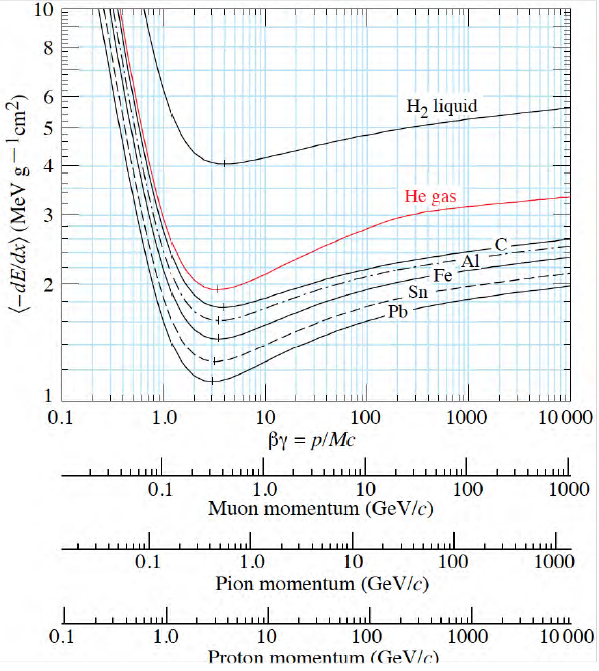 10
8
6
5
4
3
2
1
⟨–dE/dx⟩ (MeV g⁻¹cm²)
H₂ liquid
He gas
C
Al
Fe
Sn
Pb
0.1 1.0 10 100 1000 10 000
βγ = p/Mc
0.1 1.0 10 100 1000
Muon momentum (GeV/c)
0.1 1.0 10 100 1000
Pion momentum (GeV/c)
0.1 1.0 10 100 1000 10 000
Proton momentum (GeV/c)